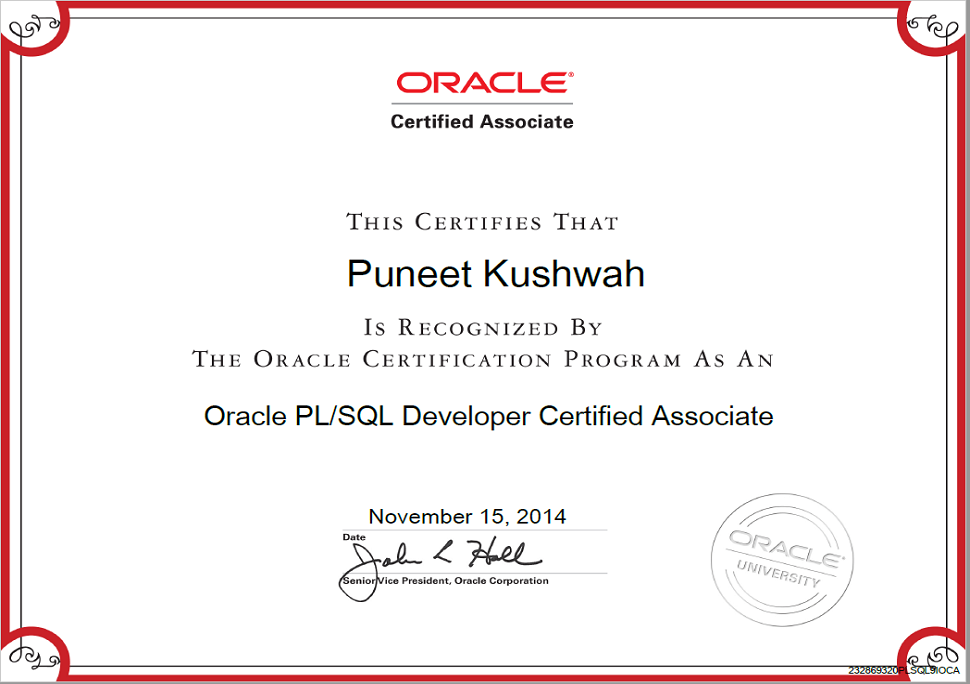 ORACLE®
Certified Associate
THIS CERTIFIES THAT
Puneet Kushwah
IS RECOGNIZED BY
THE ORACLE CERTIFICATION PROGRAM AS AN
Oracle PL/SQL Developer Certified Associate
November 15, 2014
Date
John L Hall
Senior Vice President, Oracle Corporation
ORACLE®
UNIVERSITY
232869320PLSQL9IOCA